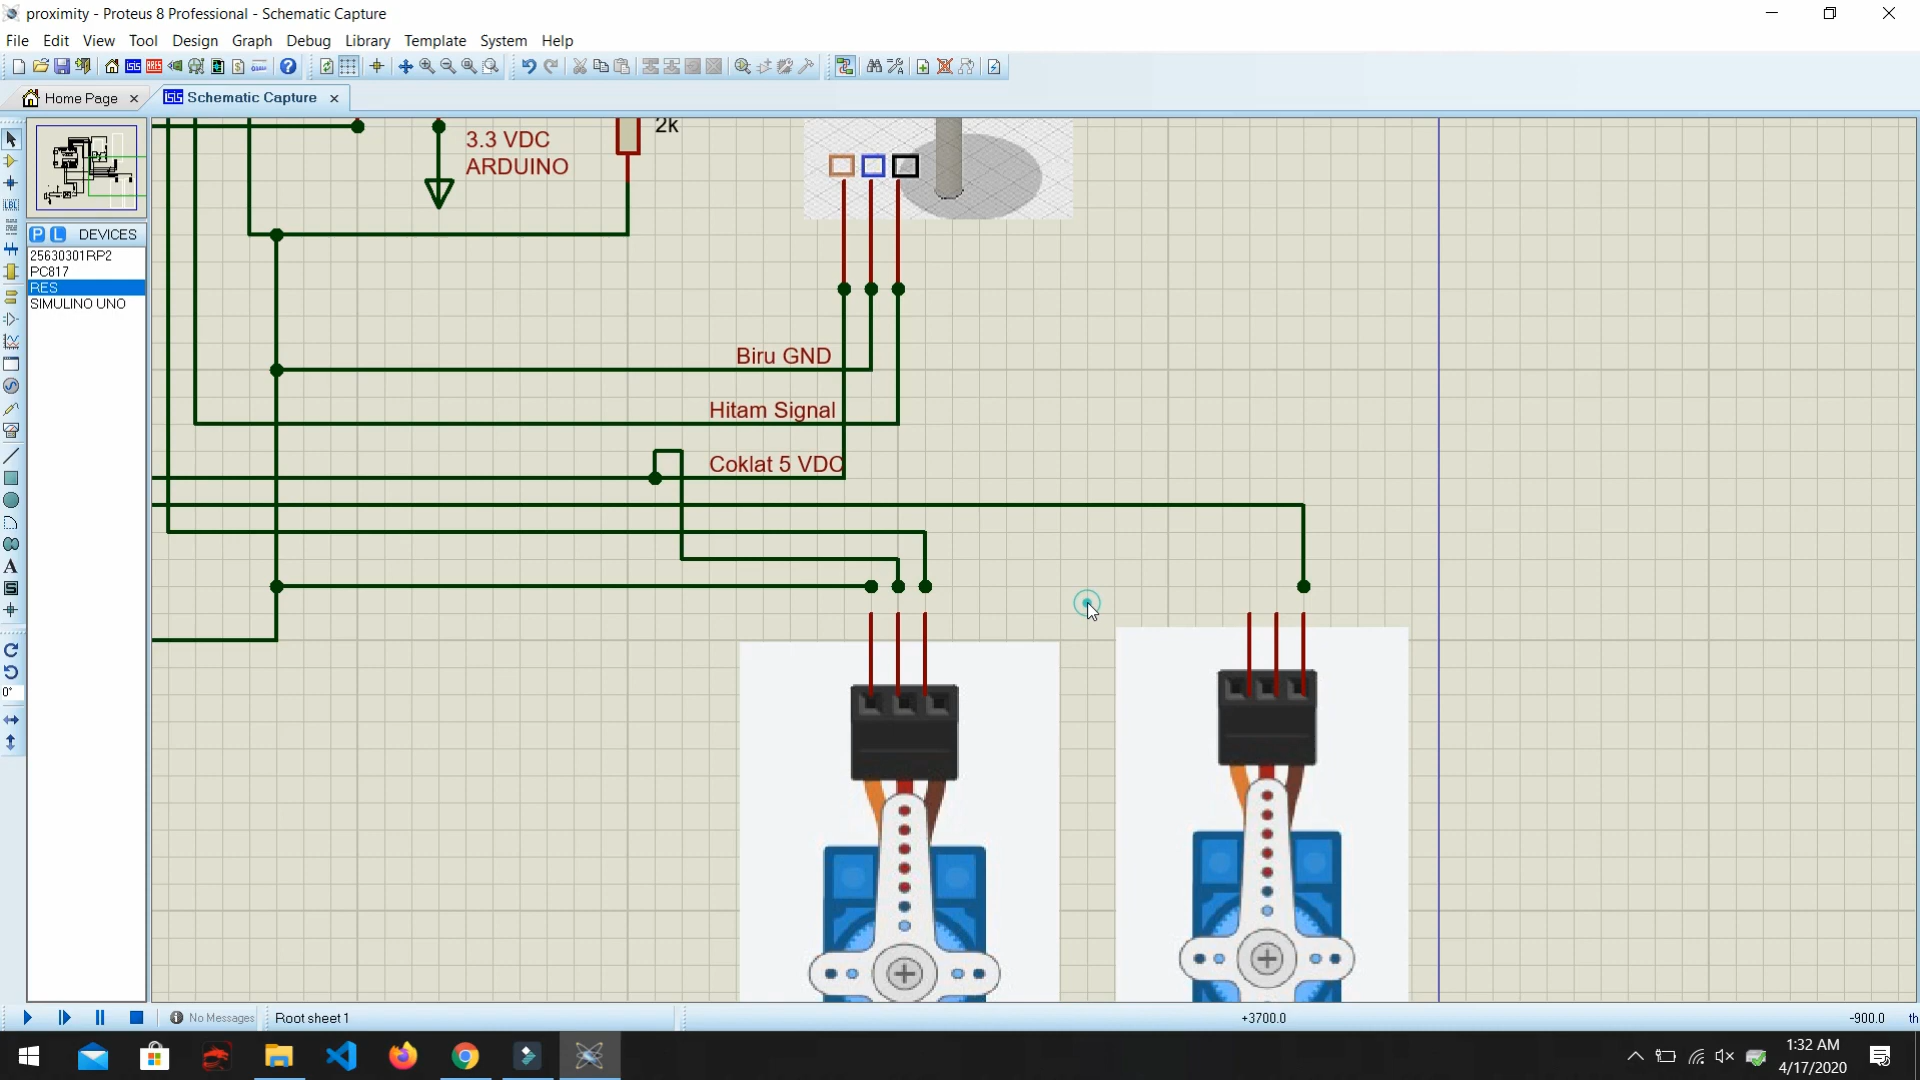 proximity - Proteus 8 Professional - Schematic Capture
File Edit View Tool Design Graph Debug Library Template System Help
Home Page Schematic Capture
P L DEVICES
25630301RP2
PC817
RES
SIMULINO UNO
0°
2k
3.3 VDC
ARDUINO
Biru GND
Hitam Signal
Coklat 5 VDC
No Messages Root sheet 1 +3700.0 -900.0 th
1:32 AM
4/17/2020